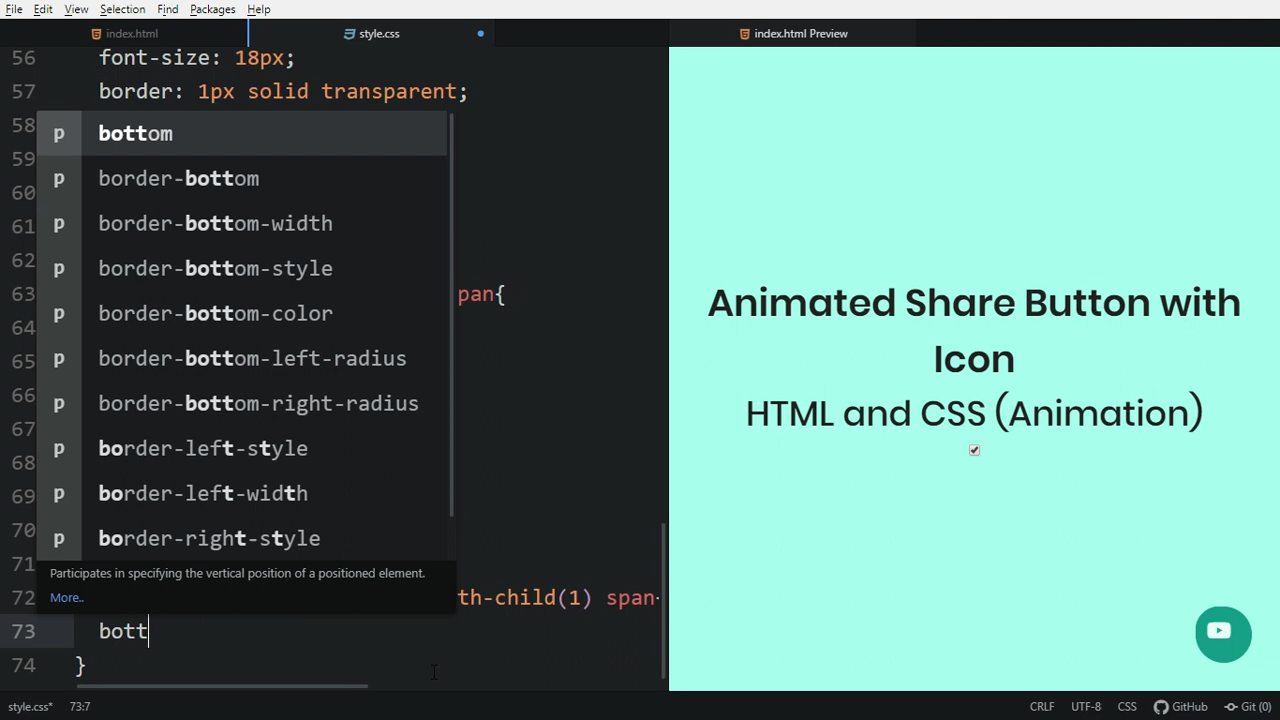 File Edit View Selection Find Packages Help
index.html
style.css
index.html Preview
56 font-size: 18px;
57 border: 1px solid transparent;
58
59
60
61
62
63 pan{
64
65
66
67
68
69
70
71
72 th-child(1) span
73 bott
74 }
p bottom
p border-bottom
p border-bottom-width
p border-bottom-style
p border-bottom-color
p border-bottom-left-radius
p border-bottom-right-radius
p border-left-style
p border-left-width
p border-right-style
Participates in specifying the vertical position of a positioned element.
More..
Animated Share Button with
Icon
HTML and CSS (Animation)
style.css* 73:7
CRLF UTF-8 CSS GitHub Git (0)